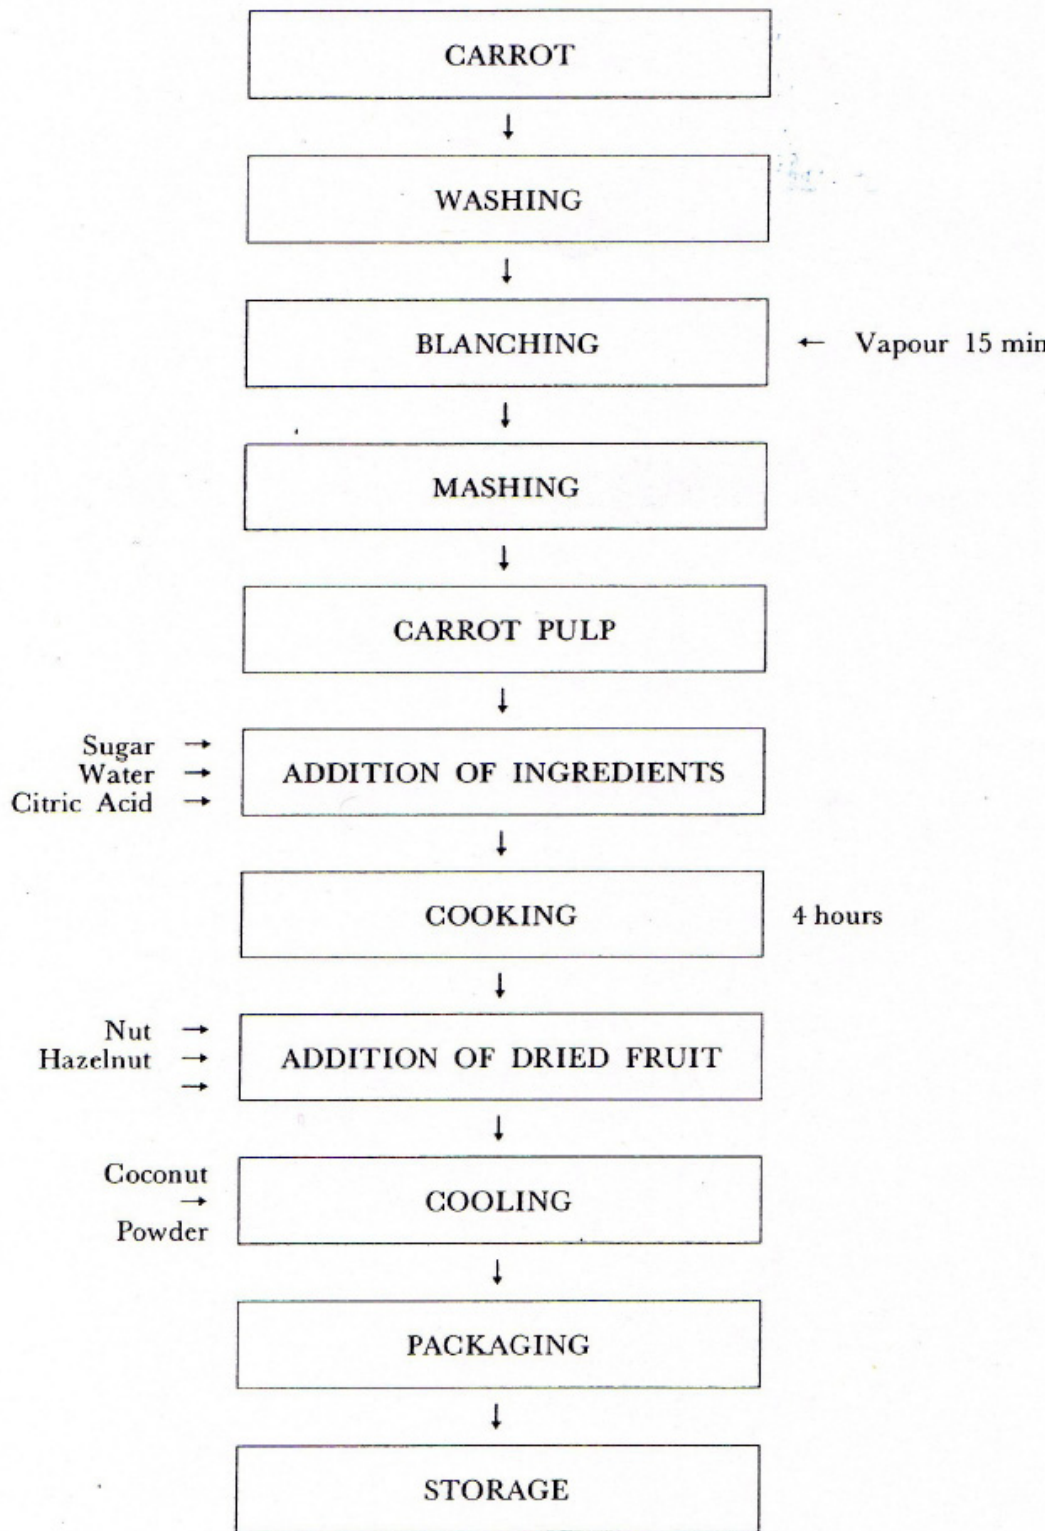 CARROT
↓
WASHING
↓
BLANCHING ← Vapour 15 min
↓
MASHING
↓
CARROT PULP
↓
Sugar →
Water → ADDITION OF INGREDIENTS
Citric Acid →
↓
COOKING 4 hours
↓
Nut →
Hazelnut → ADDITION OF DRIED FRUIT
→
↓
Coconut
→ COOLING
Powder
↓
PACKAGING
↓
STORAGE